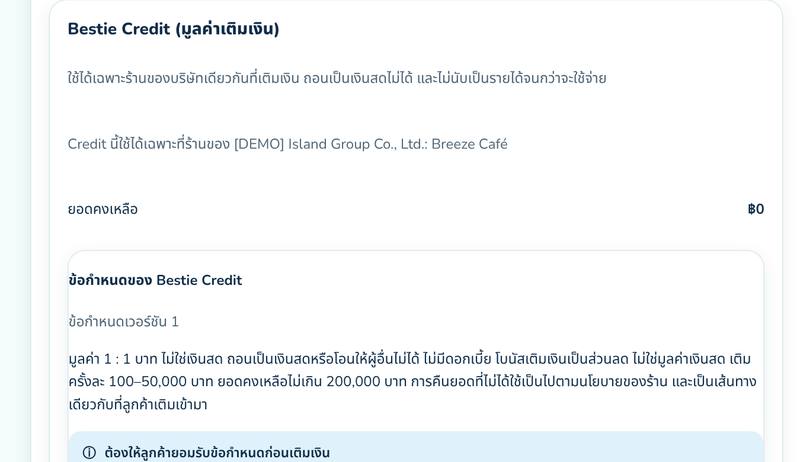 Bestie Credit (มูลค่าเติมเงิน)
ใช้ได้เฉพาะร้านของบริษัทเดียวกันที่เติมเงิน ถอนเป็นเงินสดไม่ได้ และไม่นับเป็นรายได้จนกว่าจะใช้จ่าย
Credit นี้ใช้ได้เฉพาะที่ร้านของ [DEMO] Island Group Co., Ltd.: Breeze Café
ยอดคงเหลือ ฿0
ข้อกำหนดของ Bestie Credit
ข้อกำหนดเวอร์ชัน 1
มูลค่า 1 : 1 บาท ไม่ใช่เงินสด ถอนเป็นเงินสดหรือโอนให้ผู้อื่นไม่ได้ ไม่มีดอกเบี้ย โบนัสเติมเงินเป็นส่วนลด ไม่ใช่มูลค่าเงินสด เติม
ครั้งละ 100–50,000 บาท ยอดคงเหลือไม่เกิน 200,000 บาท การคืนยอดที่ไม่ได้ใช้เป็นไปตามนโยบายของร้าน และเป็นเส้นทาง
เดียวกับที่ลูกค้าเติมเข้ามา
ต้องให้ลูกค้ายอมรับข้อกำหนดก่อนเติมเงิน